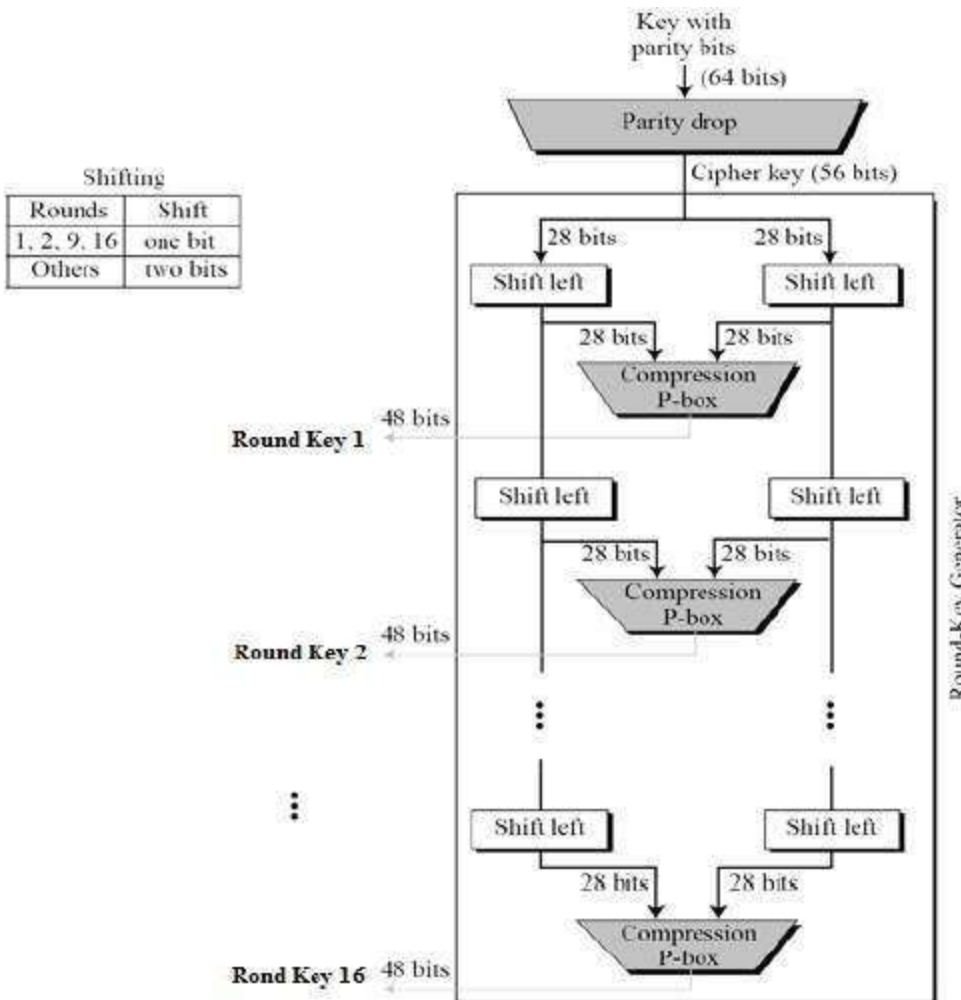 Key with
parity bits
(64 bits)
Parity drop
Cipher key (56 bits)
Shifting
Rounds Shift
1, 2, 9, 16 one bit
Others two bits
28 bits 28 bits
Shift left Shift left
28 bits 28 bits
Compression
P-box
48 bits
Round Key 1
Shift left Shift left
28 bits 28 bits
Compression
P-box
48 bits
Round Key 2
Round-Key Generator
Shift left Shift left
28 bits 28 bits
Compression
P-box
48 bits
Rond Key 16